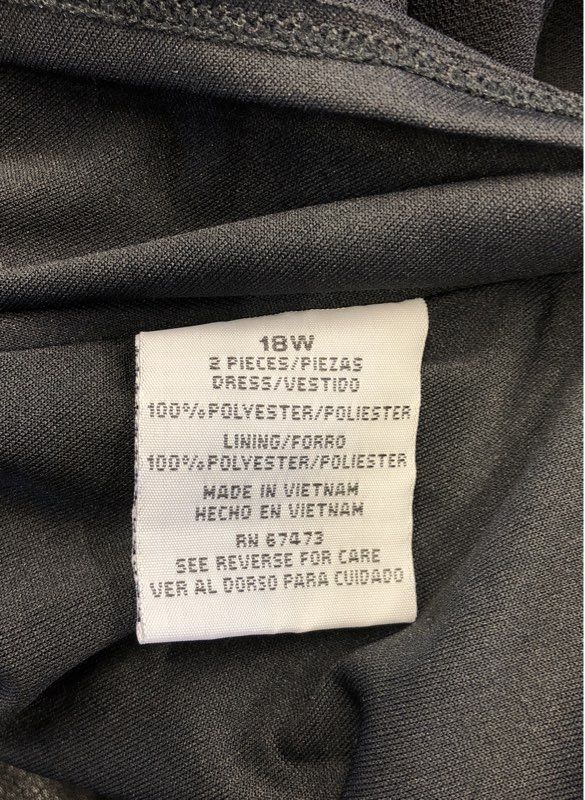 18W
2 PIECES/PIEZAS
DRESS/VESTIDO
100%POLYESTER/POLIESTER
LINING/FORRO
100%POLYESTER/POLIESTER
MADE IN VIETNAM
HECHO EN VIETNAM
RN 67473
SEE REVERSE FOR CARE
VER AL DORSO PARA CUIDADO